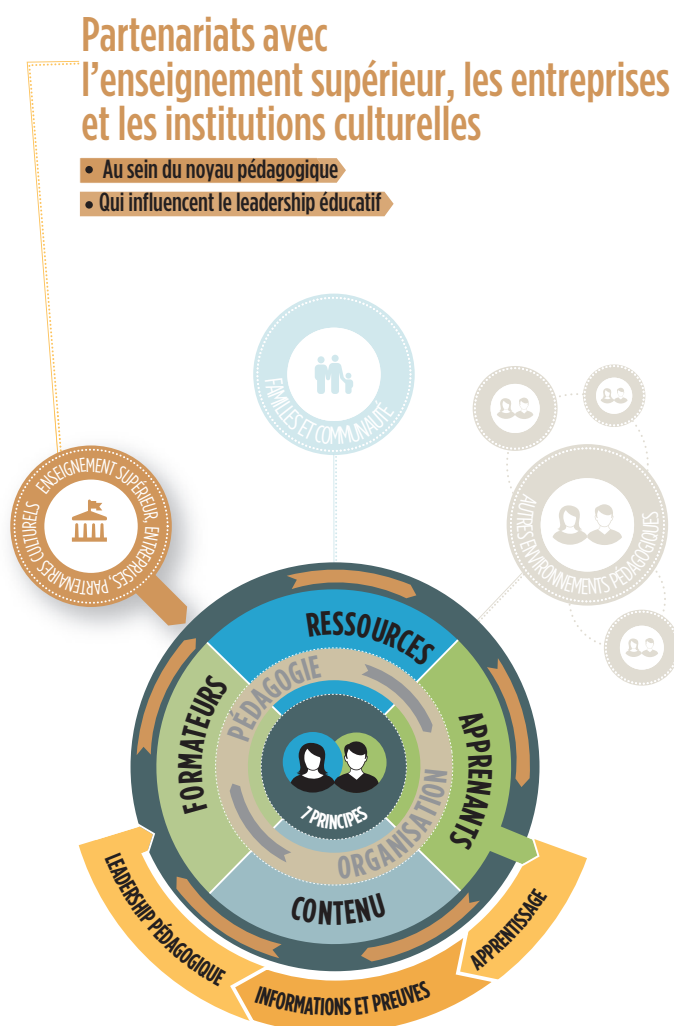 Partenariats avec
l'enseignement supérieur, les entreprises
et les institutions culturelles
• Au sein du noyau pédagogique
• Qui influencent le leadership éducatif
FAMILLES ET COMMUNAUTÉ
ENSEIGNEMENT SUPÉRIEUR, ENTREPRISES, PARTENAIRES CULTURELS
AUTRES ENVIRONNEMENTS PÉDAGOGIQUES
RESSOURCES
PÉDAGOGIE
FORMATEURS
APPRENANTS
7 PRINCIPES
ORGANISATION
CONTENU
LEADERSHIP PÉDAGOGIQUE
INFORMATIONS ET PREUVES
APPRENTISSAGE